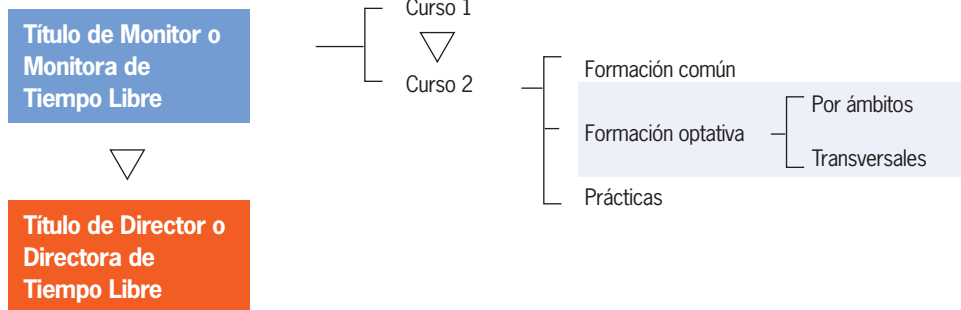 Título de Monitor o
Monitora de
Tiempo Libre
Curso 1
Curso 2
Formación común
Formación optativa
Por ámbitos
Transversales
Prácticas
Título de Director o
Directora de
Tiempo Libre